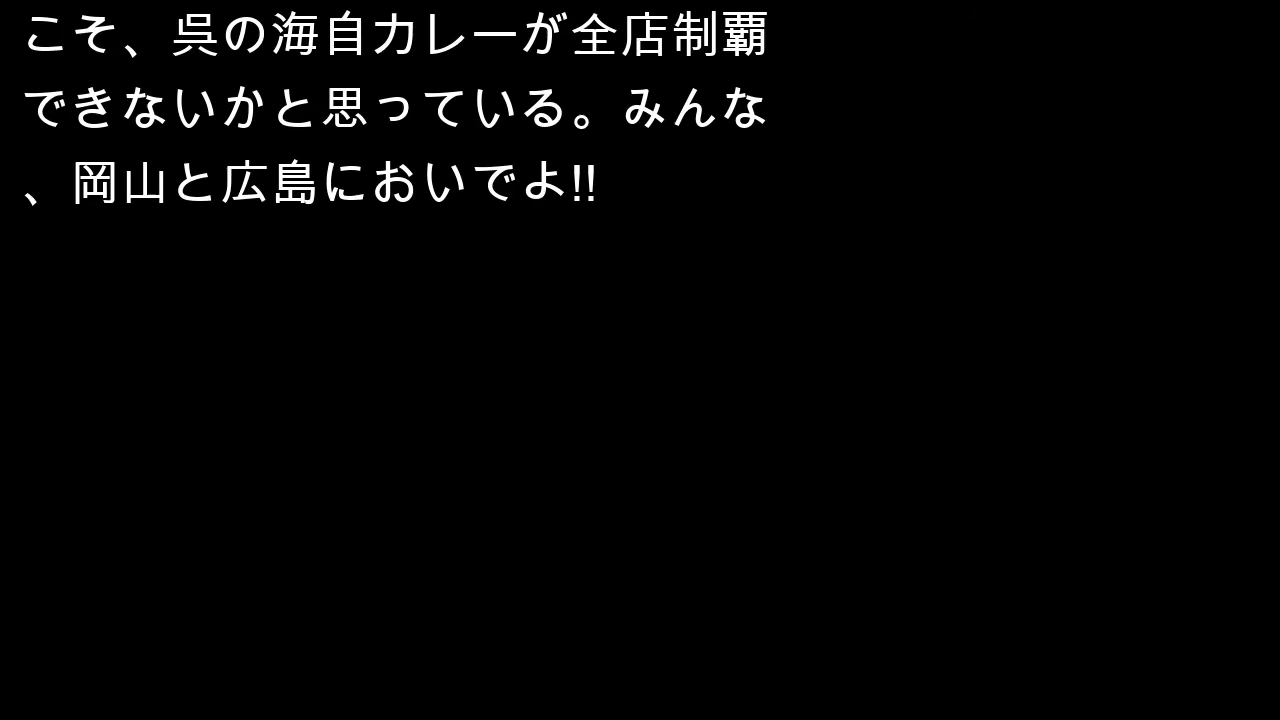 こそ、呉の海自カレーが全店制覇
できないかと思っている。みんな
、岡山と広島においでよ!!